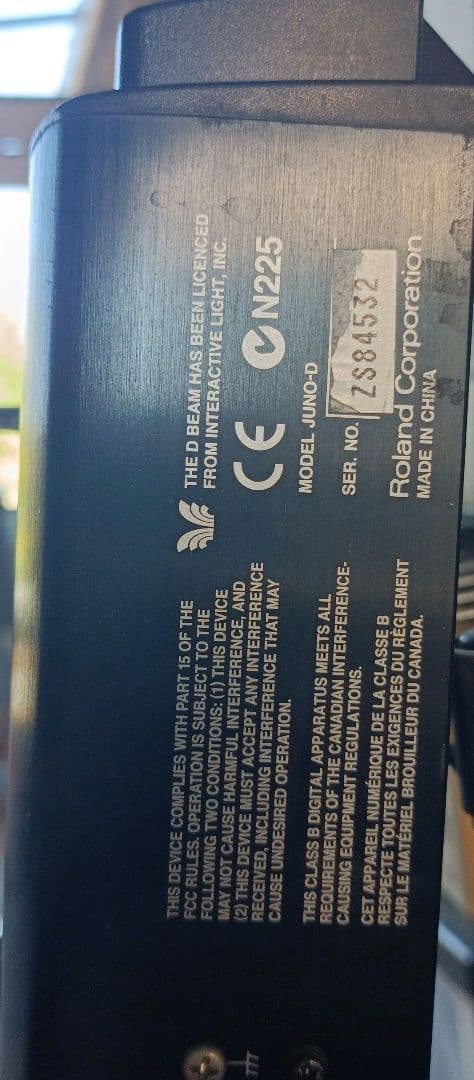 THIS DEVICE COMPLIES WITH PART 15 OF THE
FCC RULES. OPERATION IS SUBJECT TO THE
FOLLOWING TWO CONDITIONS: (1) THIS DEVICE
MAY NOT CAUSE HARMFUL INTERFERENCE, AND
(2) THIS DEVICE MUST ACCEPT ANY INTERFERENCE
RECEIVED, INCLUDING INTERFERENCE THAT MAY
CAUSE UNDESIRED OPERATION.
THIS CLASS B DIGITAL APPARATUS MEETS ALL
REQUIREMENTS OF THE CANADIAN INTERFERENCE-
CAUSING EQUIPMENT REGULATIONS.
CET APPAREIL NUMÉRIQUE DE LA CLASSE B
RESPECTE TOUTES LES EXIGENCES DU RÈGLEMENT
SUR LE MATÉRIEL BROUILLEUR DU CANADA.
THE D BEAM HAS BEEN LICENCED
FROM INTERACTIVE LIGHT, INC.
CE N225
MODEL JUNO-D
SER. NO. ZS84532
Roland Corporation
MADE IN CHINA